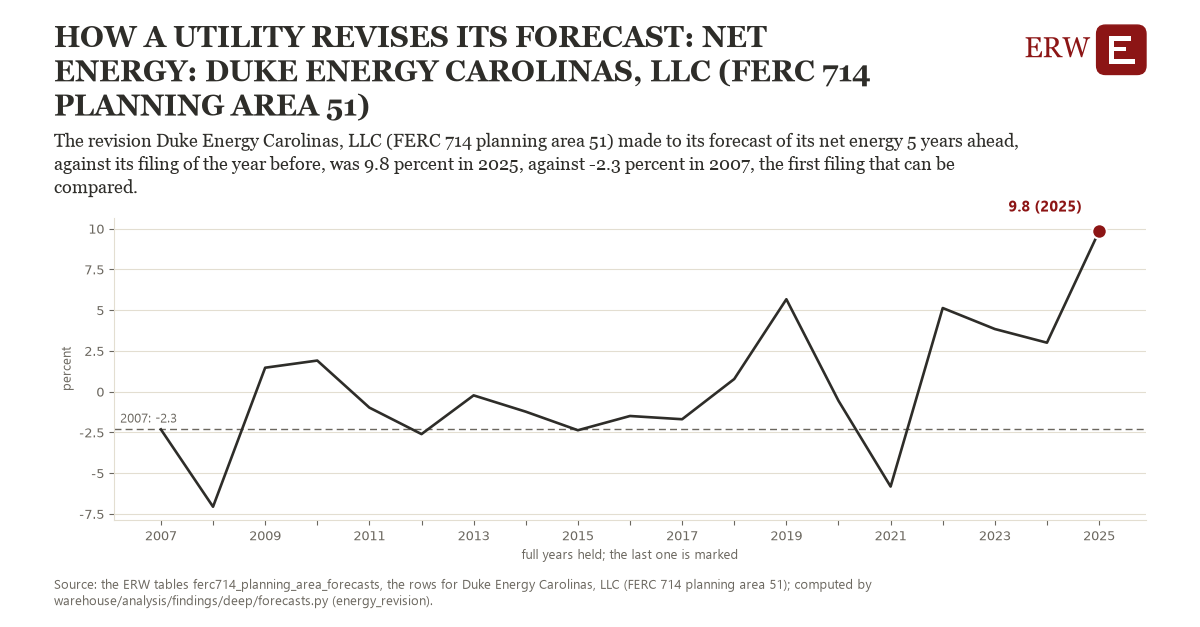 HOW A UTILITY REVISES ITS FORECAST: NET
ENERGY: DUKE ENERGY CAROLINAS, LLC (FERC 714
PLANNING AREA 51)
ERW E
The revision Duke Energy Carolinas, LLC (FERC 714 planning area 51) made to its forecast of its net energy 5 years ahead,
against its filing of the year before, was 9.8 percent in 2025, against -2.3 percent in 2007, the first filing that can be
compared.
9.8 (2025)
10
7.5
5
2.5
0
-2.5
-5
-7.5
percent
2007: -2.3
2007 2009 2011 2013 2015 2017 2019 2021 2023 2025
full years held; the last one is marked
Source: the ERW tables ferc714_planning_area_forecasts, the rows for Duke Energy Carolinas, LLC (FERC 714 planning area 51); computed by
warehouse/analysis/findings/deep/forecasts.py (energy_revision).